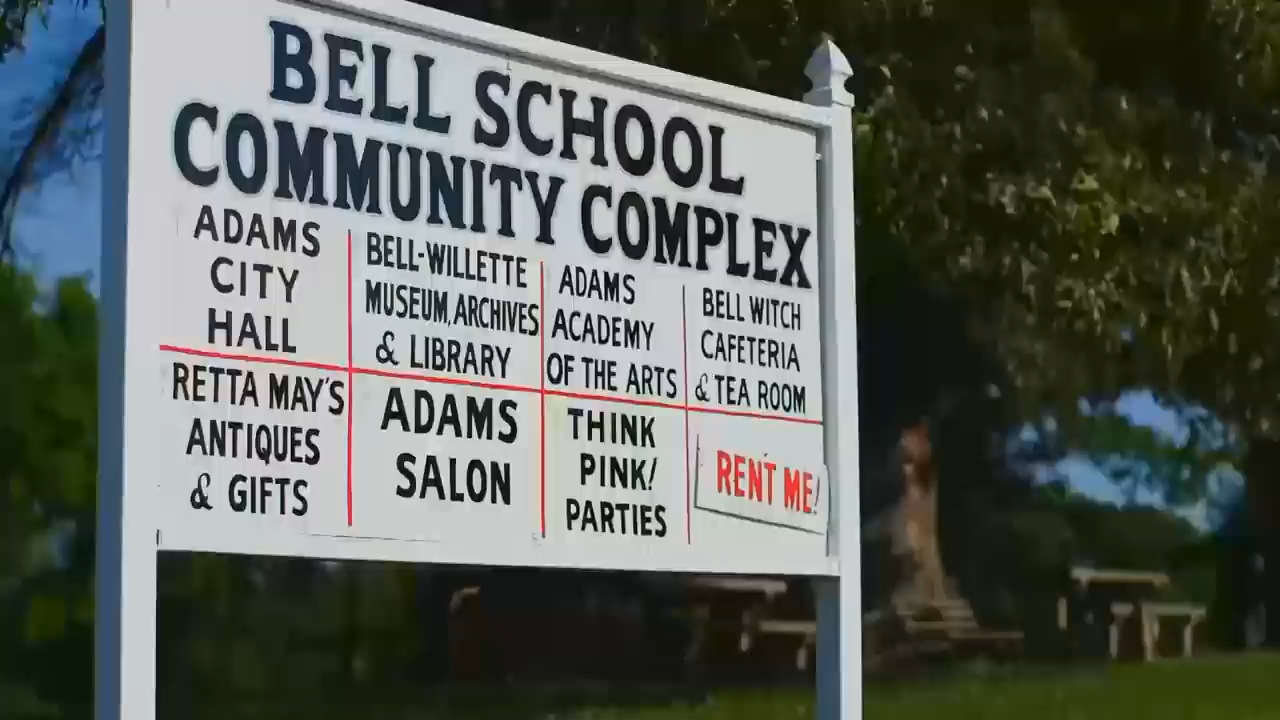 BELL SCHOOL
COMMUNITY COMPLEX
ADAMS
CITY
HALL
BELL-WILLETTE
MUSEUM, ARCHIVES
& LIBRARY
ADAMS
ACADEMY
OF THE ARTS
BELL WITCH
CAFETERIA
& TEA ROOM
RETTA MAY'S
ANTIQUES
& GIFTS
ADAMS
SALON
THINK
PINK!
PARTIES
RENT ME!